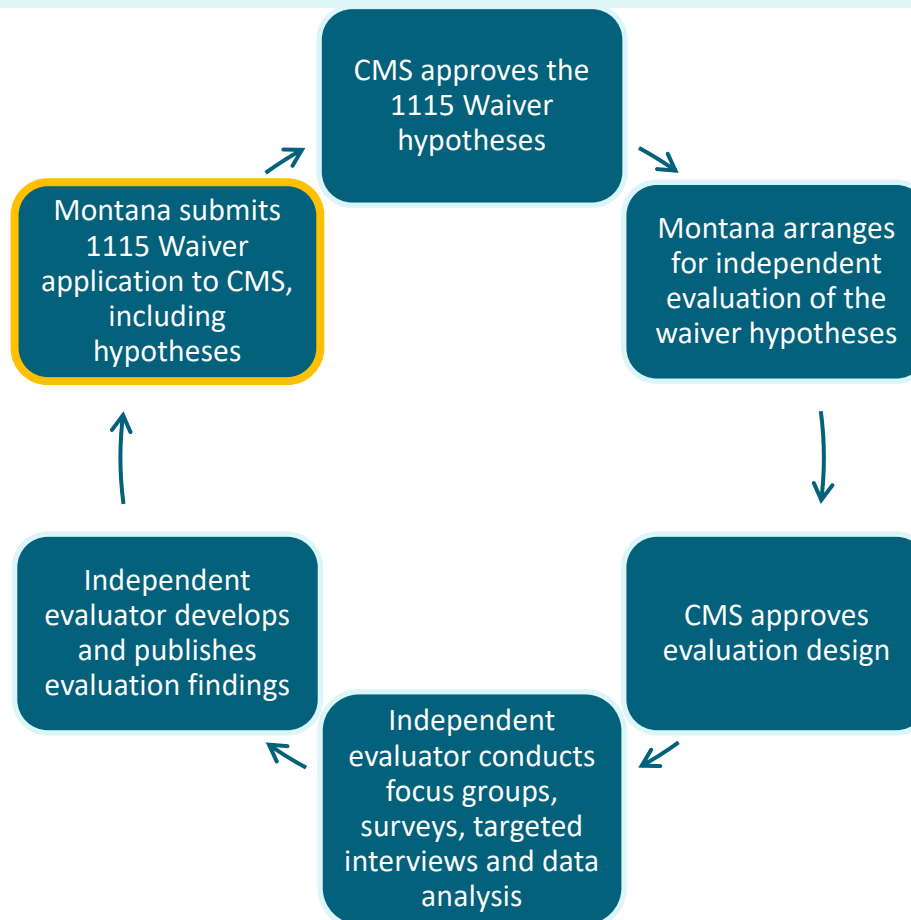 CMS approves the
1115 Waiver
hypotheses
Montana submits
1115 Waiver
application to CMS,
including
hypotheses
Montana arranges
for independent
evaluation of the
waiver hypotheses
Independent
evaluator develops
and publishes
evaluation findings
CMS approves
evaluation design
Independent
evaluator conducts
focus groups,
surveys, targeted
interviews and data
analysis